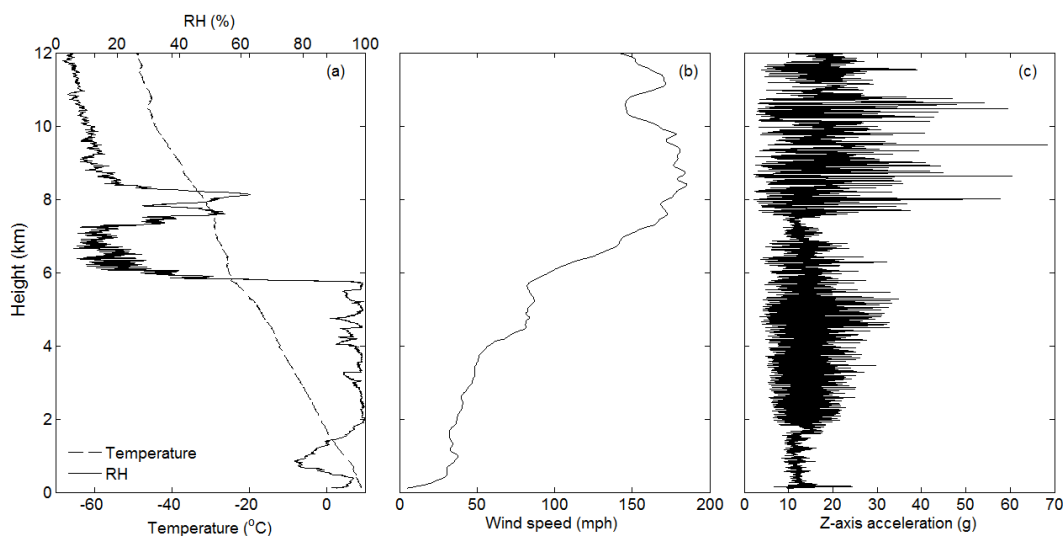 RH (%)
0 20 40 60 80 100
12 (a) (b) (c)
10
8
Height (km)
6
4
2
Temperature
RH
0
-60 -40 -20 0 0 50 100 150 200 0 10 20 30 40 50 60 70
Temperature (°C) Wind speed (mph) Z-axis acceleration (g)